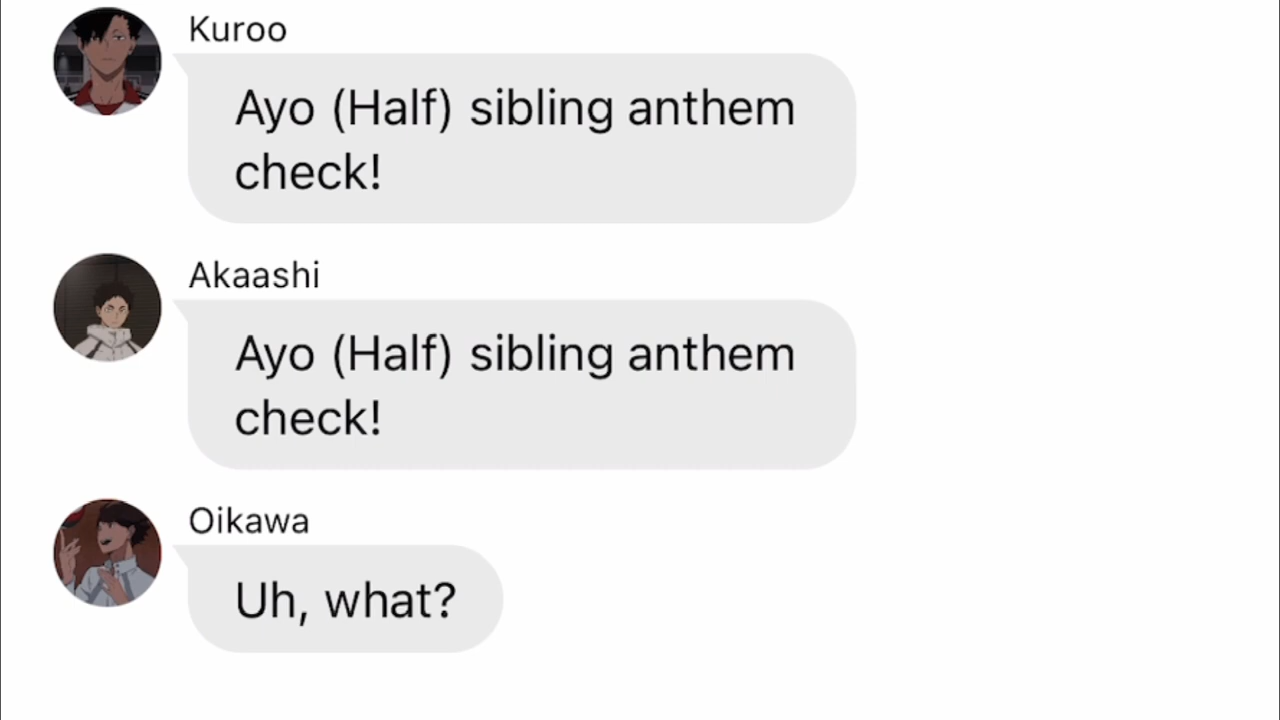 Kuroo
Ayo (Half) sibling anthem
check!
Akaashi
Ayo (Half) sibling anthem
check!
Oikawa
Uh, what?